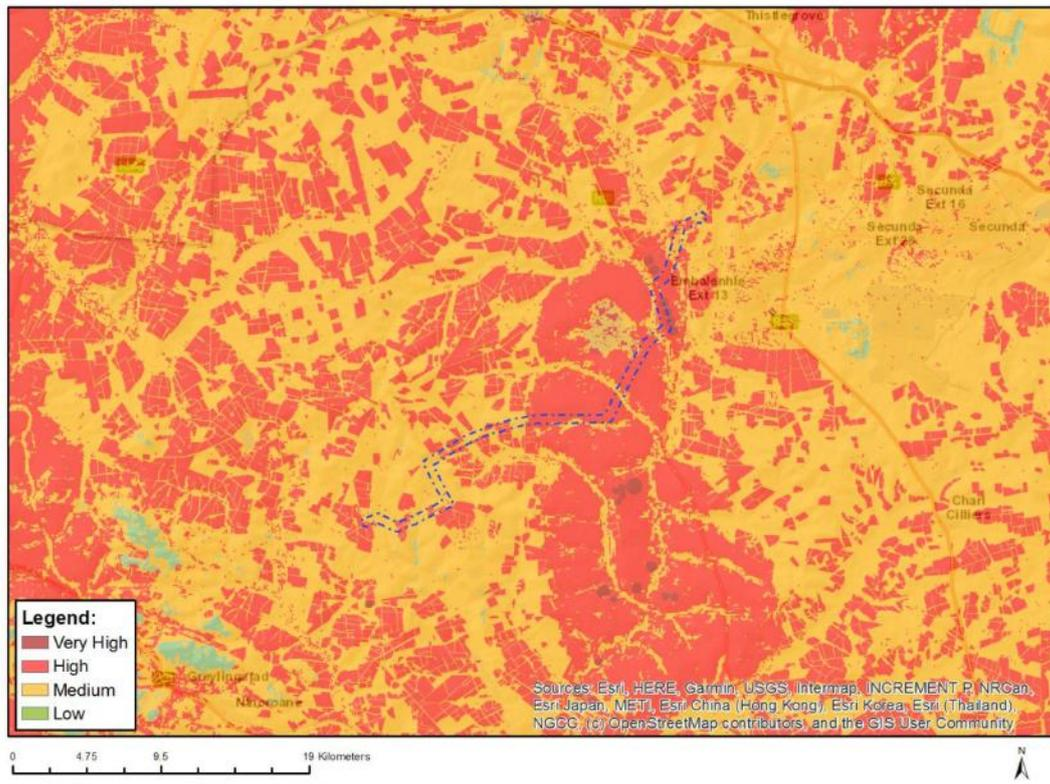 Thistlegrove
Secunda
Ext 16
Secunda
Ext
Secunda
Embalenhle
Ext 13
Charl
Cilliers
Greylingstad
Legend:
Very High
High
Medium
Low
Sources: Esri, HERE, Garmin, USGS, Intermap, INCREMENT P, NRCan,
Esri Japan, METI, Esri China (Hong Kong), Esri Korea, Esri (Thailand),
NGCC, (c) OpenStreetMap contributors, and the GIS User Community
0 4.75 9.5 19 Kilometers
N